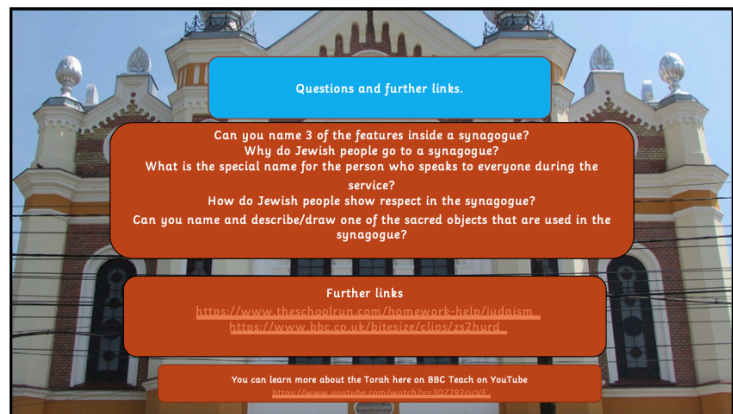 Questions and further links.
Can you name 3 of the features inside a synagogue?
Why do Jewish people go to a synagogue?
What is the special name for the person who speaks to everyone during the
service?
How do Jewish people show respect in the synagogue?
Can you name and describe/draw one of the sacred objects that are used in the
synagogue?
Further links
https://www.theschoolrun.com/homework-help/judaism
https://www.bbc.co.uk/bitesize/clips/zs2hurd
You can learn more about the Torah here on BBC Teach on YouTube